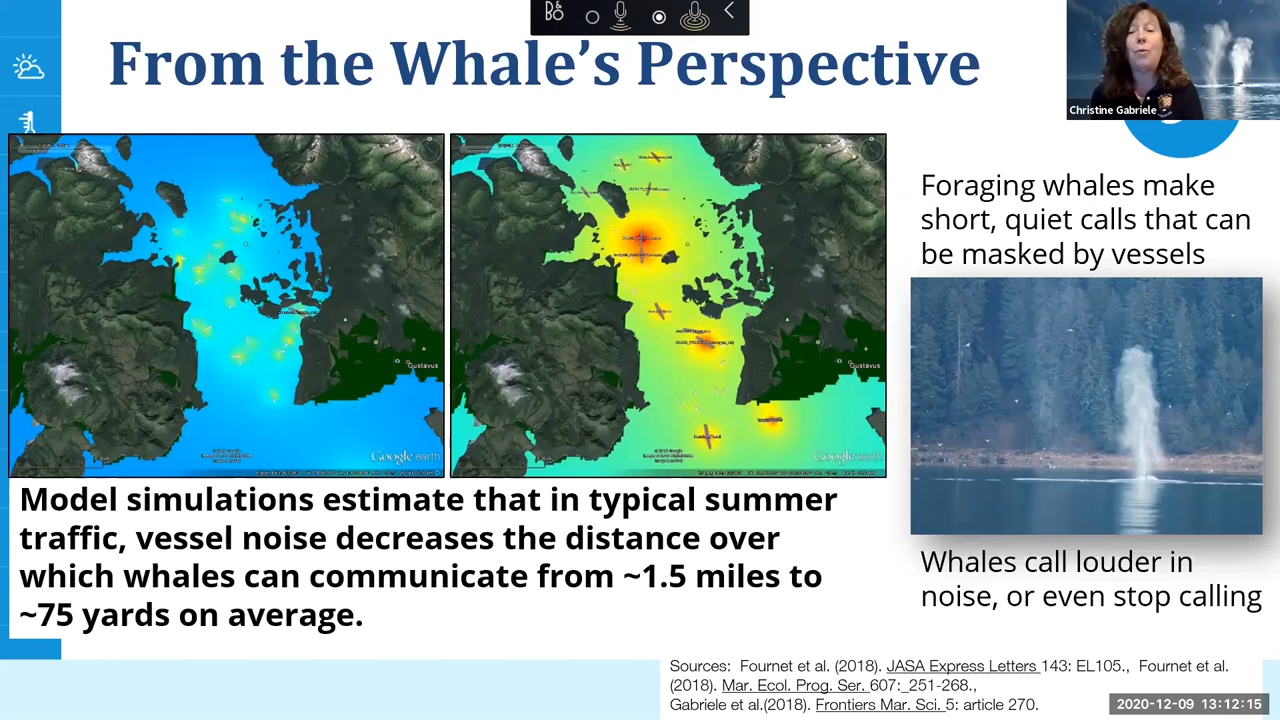 From the Whale's Perspective
Christine Gabriele
Foraging whales make
short, quiet calls that can
be masked by vessels
Gustavus
Google earth
Gustavus
Google earth
Model simulations estimate that in typical summer
traffic, vessel noise decreases the distance over
which whales can communicate from ~1.5 miles to
~75 yards on average.
Whales call louder in
noise, or even stop calling
Sources: Fournet et al. (2018). JASA Express Letters 143: EL105., Fournet et al.
(2018). Mar. Ecol. Prog. Ser. 607: 251-268.,
Gabriele et al.(2018). Frontiers Mar. Sci. 5: article 270.
2020-12-09 13:12:15